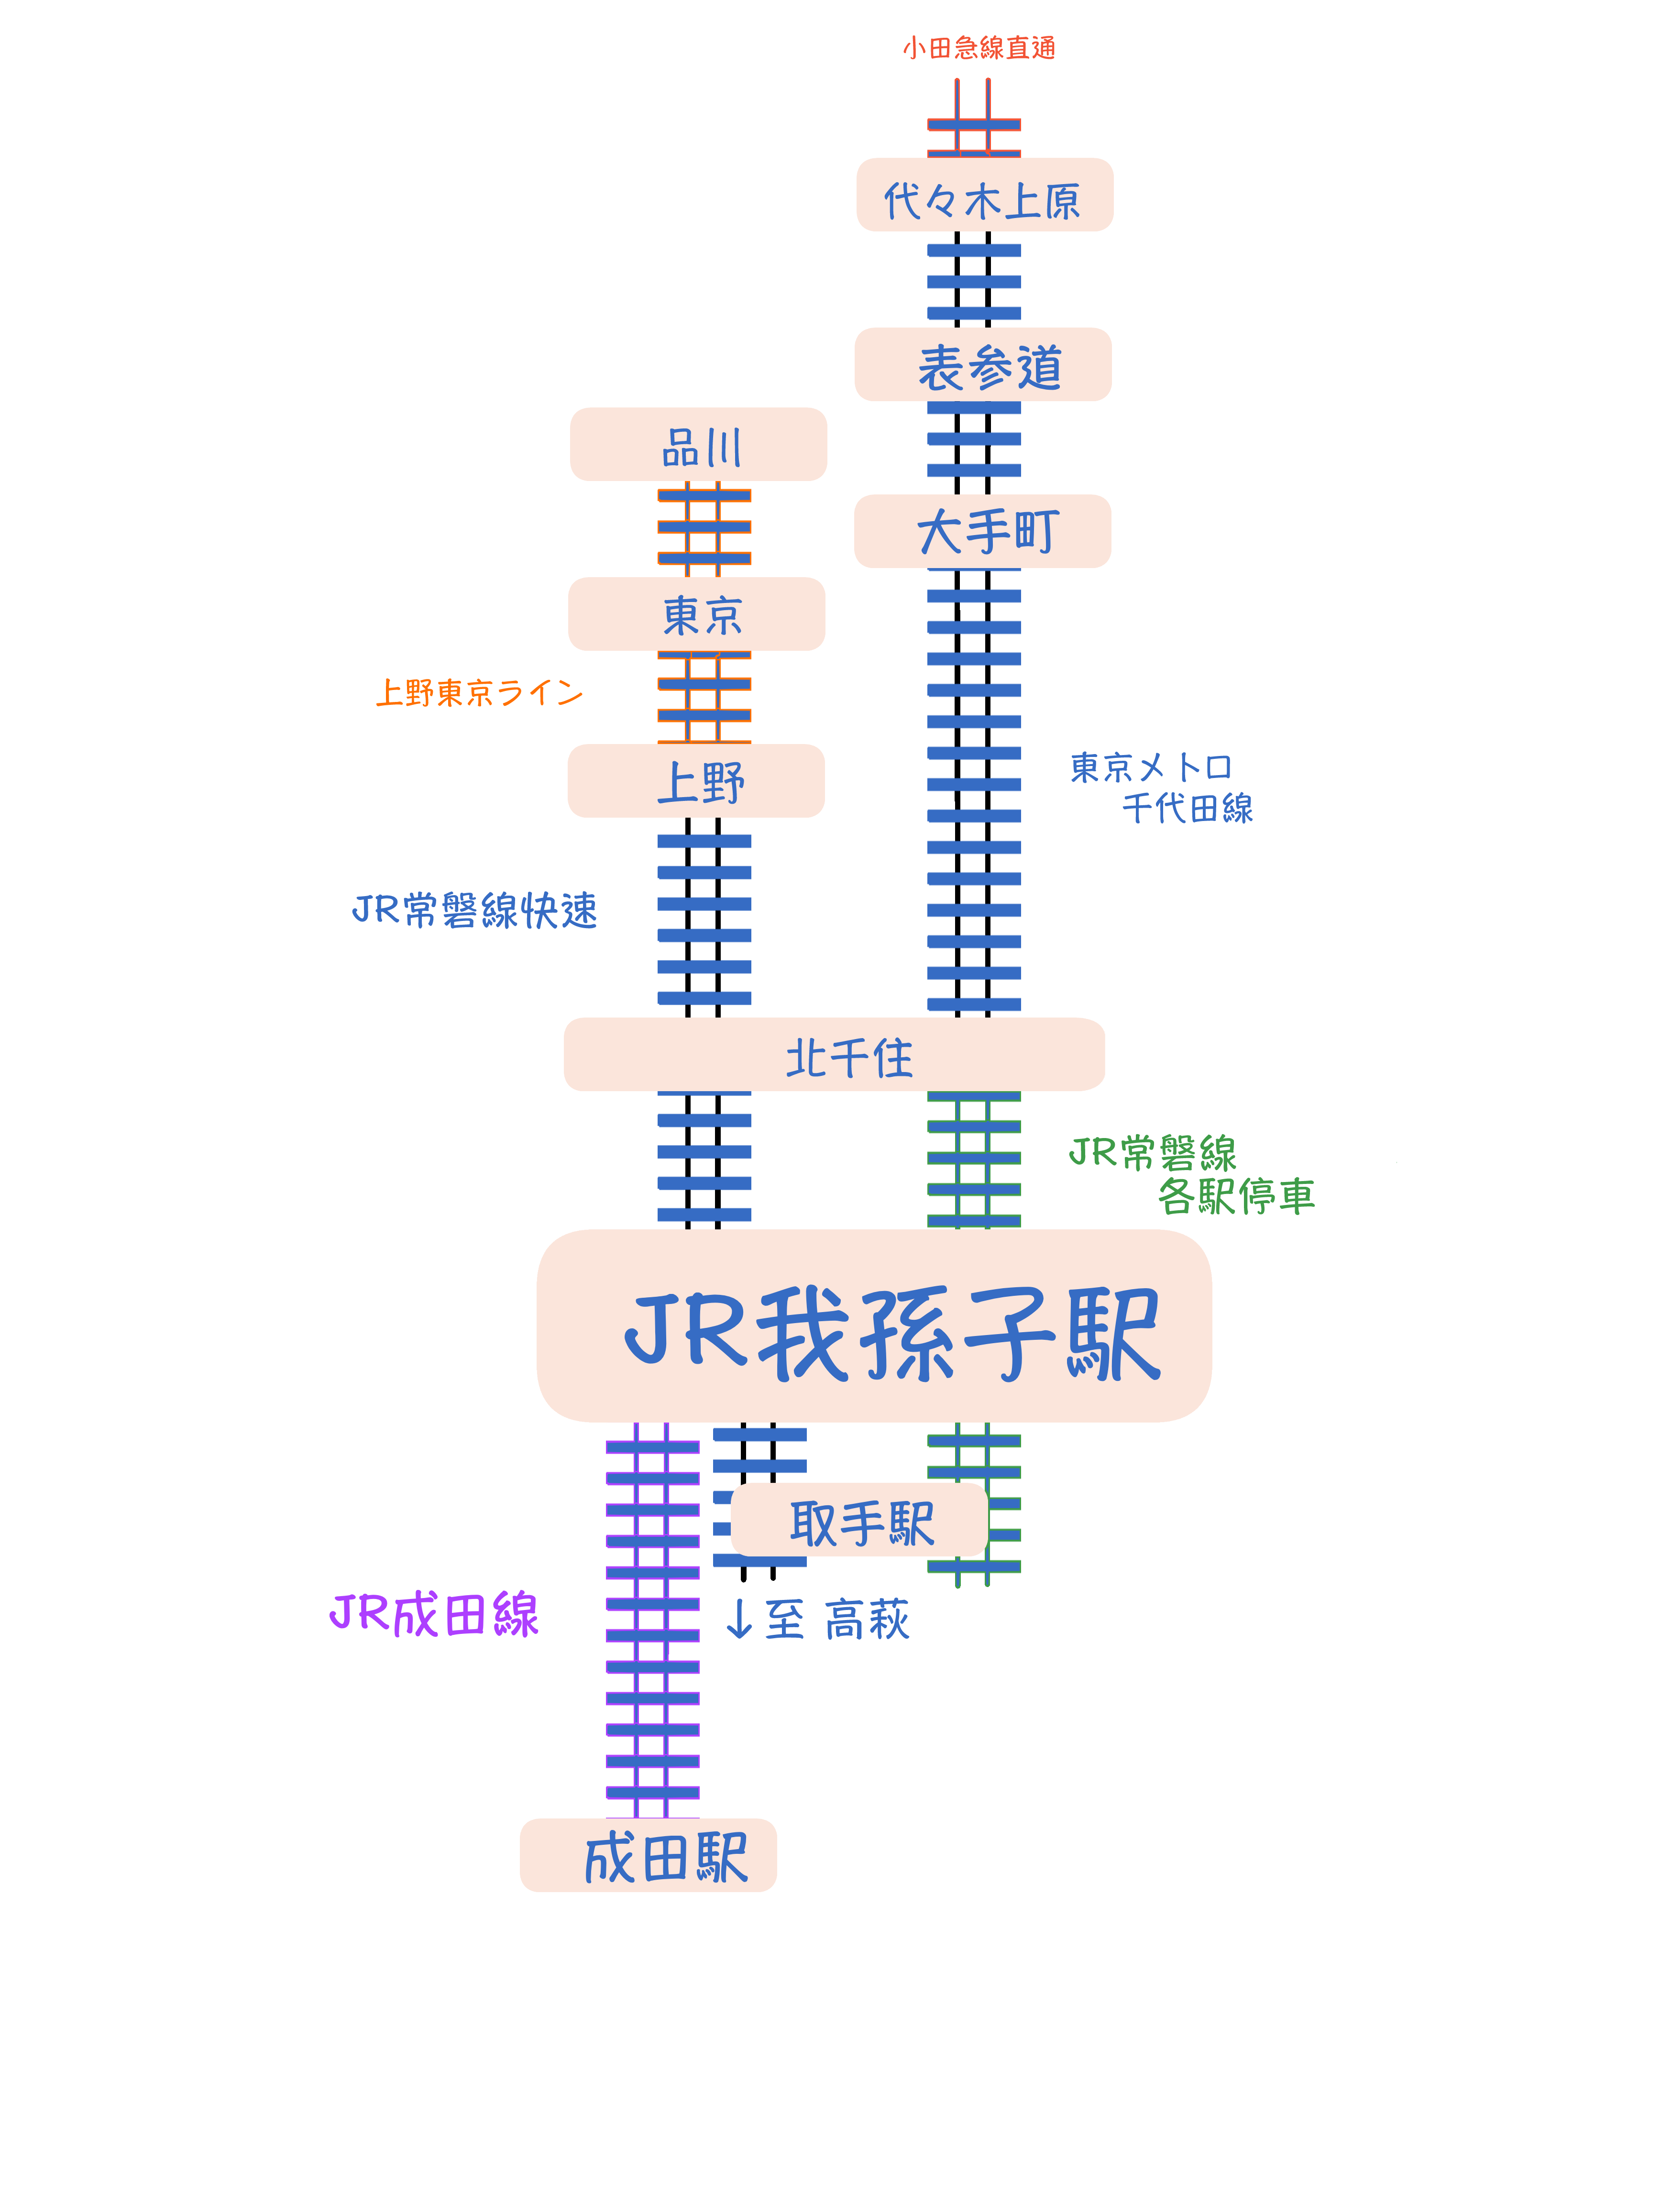 小田急線直通
代々木上原
表参道
品川
大手町
東京
上野東京ライン
上野
東京メトロ
千代田線
JR常磐線快速
北千住
JR常磐線
各駅停車
JR我孫子駅
取手駅
JR成田線
↓至 高萩
成田駅